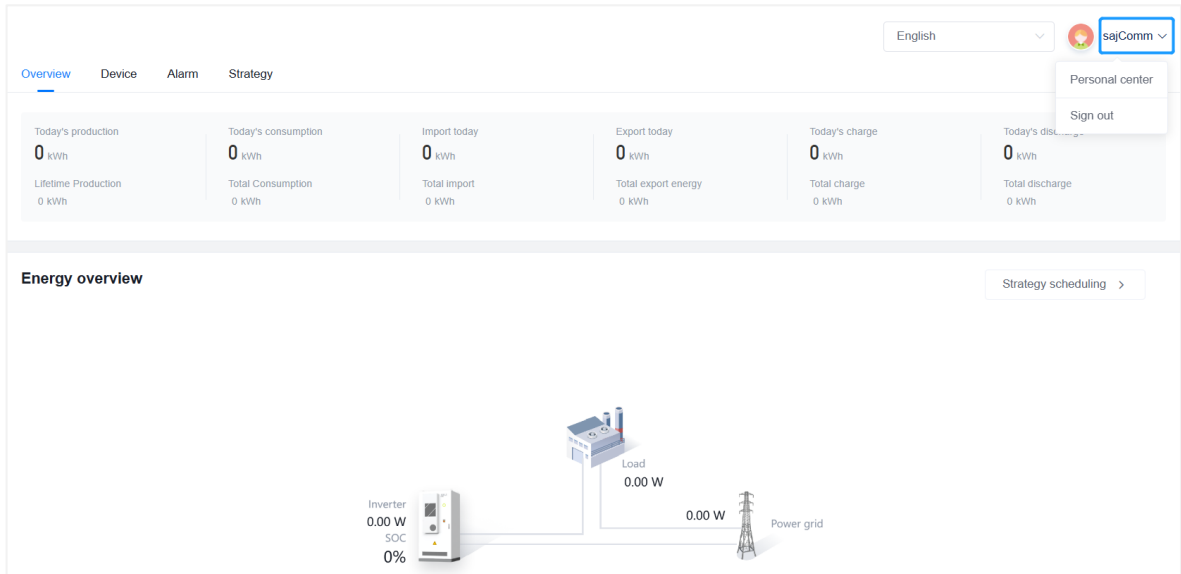 English
sajComm
Overview Device Alarm Strategy
Personal center
Sign out
Today's production Today's consumption Import today Export today Today's charge Today's
0 kWh 0 kWh 0 kWh 0 kWh 0 kWh 0 kWh
Lifetime Production Total Consumption Total import Total export energy Total charge Total discharge
0 kWh 0 kWh 0 kWh 0 kWh 0 kWh 0 kWh
Energy overview
Strategy scheduling
Load
0.00 W
Inverter
0.00 W
SOC
0%
0.00 W
Power grid